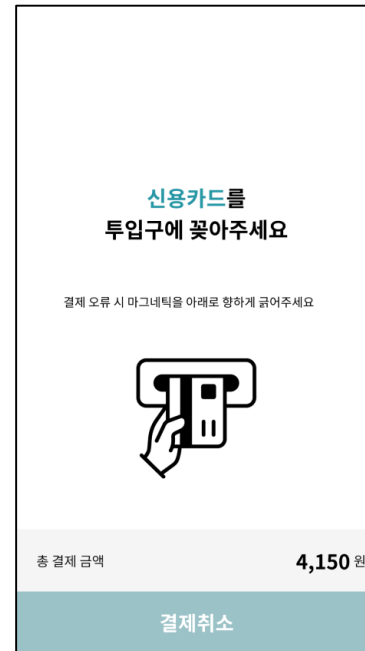 신용카드를
투입구에 꽂아주세요
결제 오류 시 마그네틱을 아래로 향하게 긁어주세요
총 결제 금액 4,150 원
결제취소